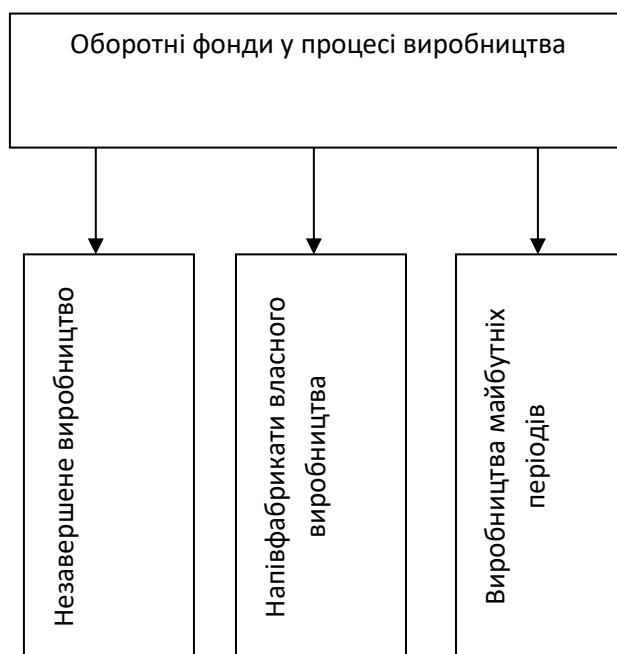 Оборотні фонди у процесі виробництва
Незавершене виробництво
Напівфабрикати власного
виробництва
Виробництва майбутніх
періодів